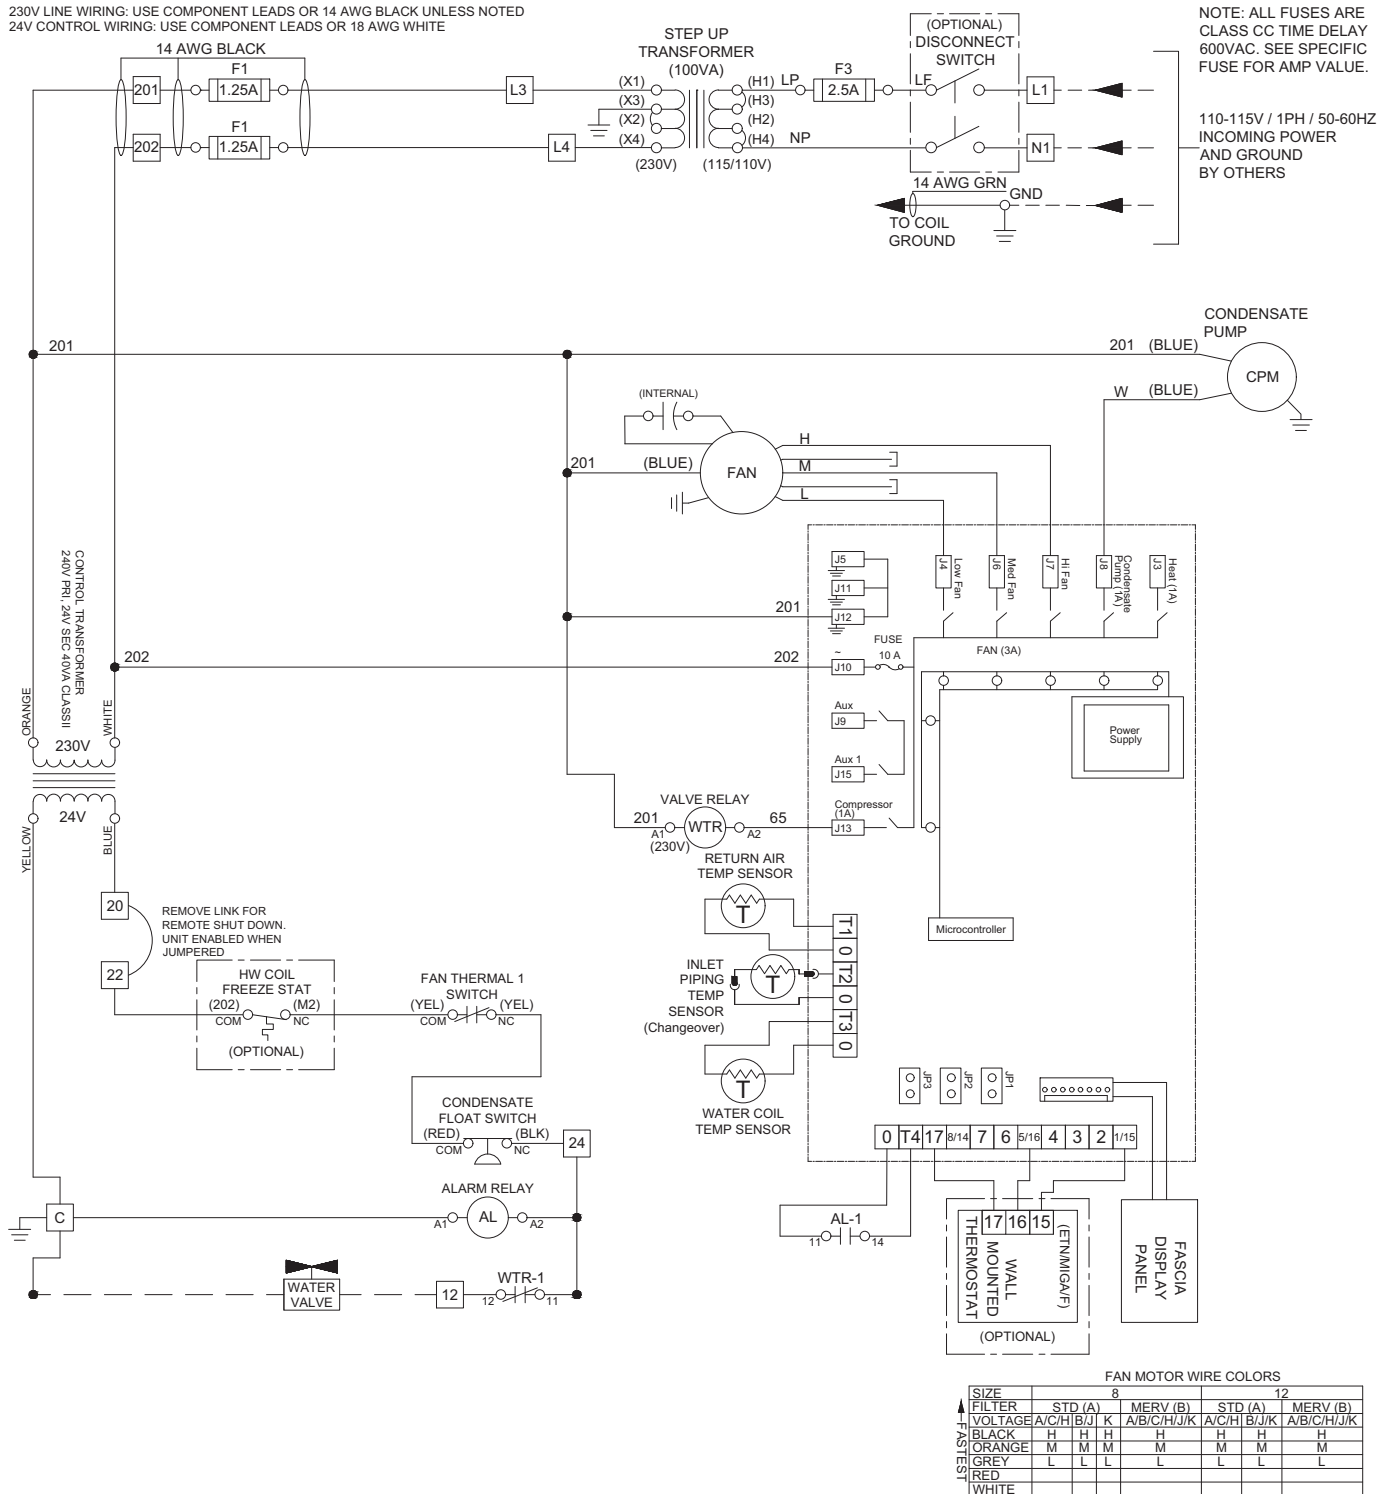 230V LINE WIRING: USE COMPONENT LEADS OR 14 AWG BLACK UNLESS NOTED
24V CONTROL WIRING: USE COMPONENT LEADS OR 18 AWG WHITE
14 AWG BLACK
201
F1
1.25A
202
F1
1.25A
L3
L4
STEP UP
TRANSFORMER
(100VA)
(X1)
(X3)
(X2)
(X4)
(230V)
(H1)
(H3)
(H2)
(H4)
(115/110V)
LP
NP
F3
2.5A
LF
(OPTIONAL)
DISCONNECT
SWITCH
L1
N1
14 AWG GRN
GND
TO COIL
GROUND
NOTE: ALL FUSES ARE
CLASS CC TIME DELAY
600VAC. SEE SPECIFIC
FUSE FOR AMP VALUE.
110-115V / 1PH / 50-60HZ
INCOMING POWER
AND GROUND
BY OTHERS
201
201 (BLUE)
W (BLUE)
CONDENSATE
PUMP
CPM
(INTERNAL)
201
(BLUE)
FAN
H
M
L
J5
J11
J12
201
J4
Low Fan
J6
Med Fan
J7
Hi Fan
J8
Condensate
Pump (1A)
J3
Heat (1A)
FUSE
10 A
FAN (3A)
202
202
~
J10
Aux
J9
Aux 1
J15
Compressor
(1A)
J13
Power
Supply
Microcontroller
CONTROL TRANSFORMER
240V PRI, 24V SEC 40VA CLASSII
ORANGE
WHITE
230V
24V
YELLOW
BLUE
VALVE RELAY
201
A1
WTR
A2
65
(230V)
RETURN AIR
TEMP SENSOR
T
INLET
PIPING
TEMP
SENSOR
(Changeover)
T
T
WATER COIL
TEMP SENSOR
T1
0
T2
0
T3
0
20
22
REMOVE LINK FOR
REMOTE SHUT DOWN.
UNIT ENABLED WHEN
JUMPERED
HW COIL
FREEZE STAT
(202)
COM
(M2)
NC
(OPTIONAL)
FAN THERMAL 1
SWITCH
(YEL)
COM
(YEL)
NC
CONDENSATE
FLOAT SWITCH
(RED)
COM
(BLK)
NC
24
ALARM RELAY
C
A1
AL
A2
WATER
VALVE
12
WTR-1
12
11
JP3
JP2
JP1
0 T4 17 8/14 7 6 5/16 4 3 2 1/15
AL-1
11
14
17 16 15
WALL
MOUNTED
THERMOSTAT
(ETN/MIGA/F)
(OPTIONAL)
FASCIA
DISPLAY
PANEL
FAN MOTOR WIRE COLORS
SIZE 8 12
FILTER STD (A) MERV (B) STD (A) MERV (B)
VOLTAGE A/C/H B/J K A/B/C/H/J/K A/C/H B/J/K A/B/C/H/J/K
BLACK H H H H H H H
ORANGE M M M M M M M
GREY L L L L L L L
RED
WHITE
FASTEST